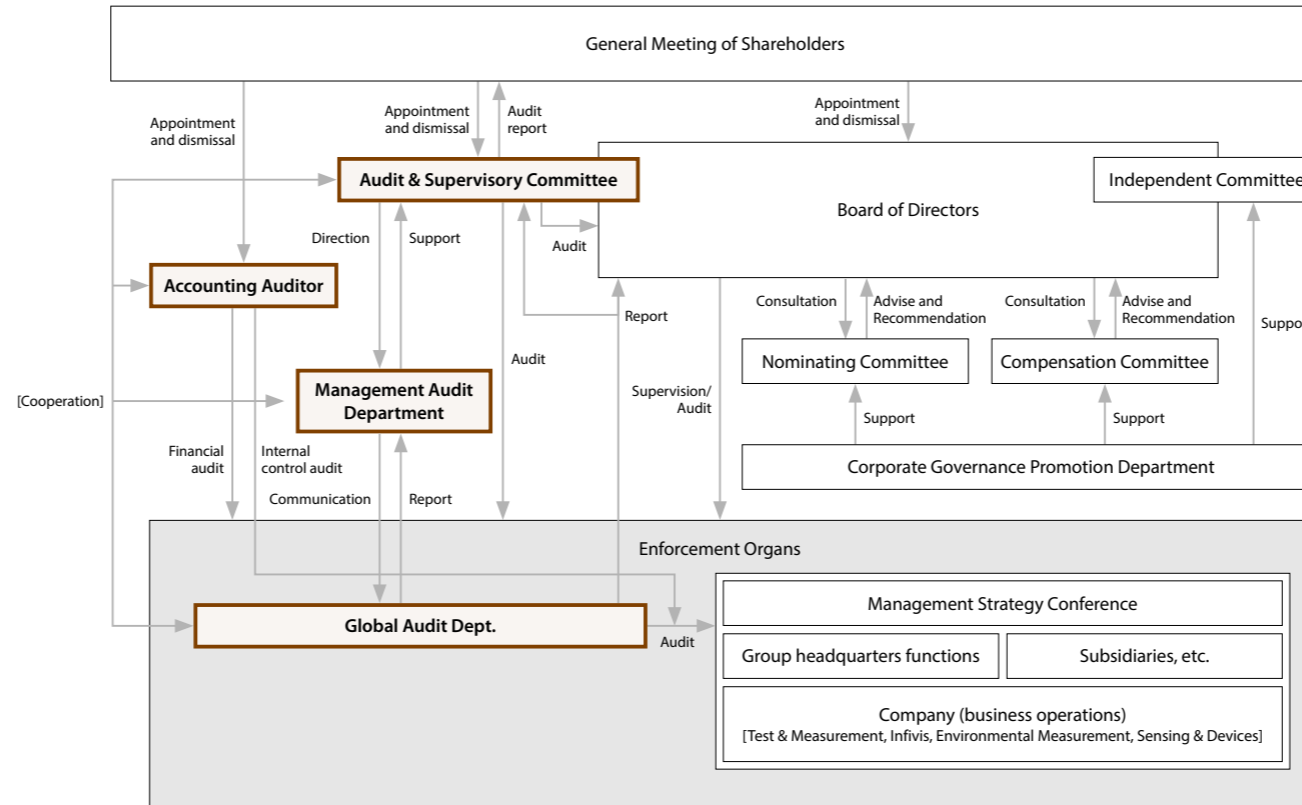 General Meeting of Shareholders
Appointment
and dismissal
Appointment
and dismissal
Audit
report
Appointment
and dismissal
Audit & Supervisory Committee
Independent Committee
Board of Directors
Direction
Support
Audit
Accounting Auditor
Consultation
Advise and
Recommendation
Consultation
Advise and
Recommendation
Report
Support
Audit
Nominating Committee
Compensation Committee
Management Audit
Department
Supervision/
Audit
[Cooperation]
Support
Support
Financial
audit
Internal
control audit
Corporate Governance Promotion Department
Communication
Report
Enforcement Organs
Management Strategy Conference
Global Audit Dept.
Audit
Group headquarters functions
Subsidiaries, etc.
Company (business operations)
[Test & Measurement, Infivis, Environmental Measurement, Sensing & Devices]